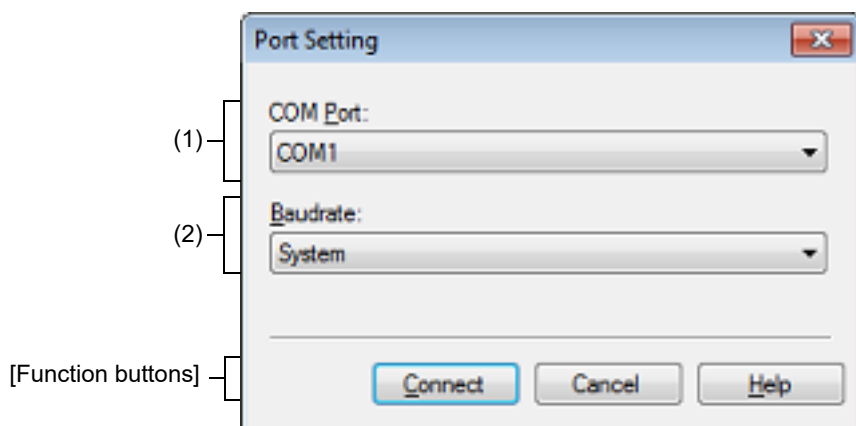 Port Setting
(1)
COM Port:
COM1
(2)
Baudrate:
System
[Function buttons]
Connect Cancel Help